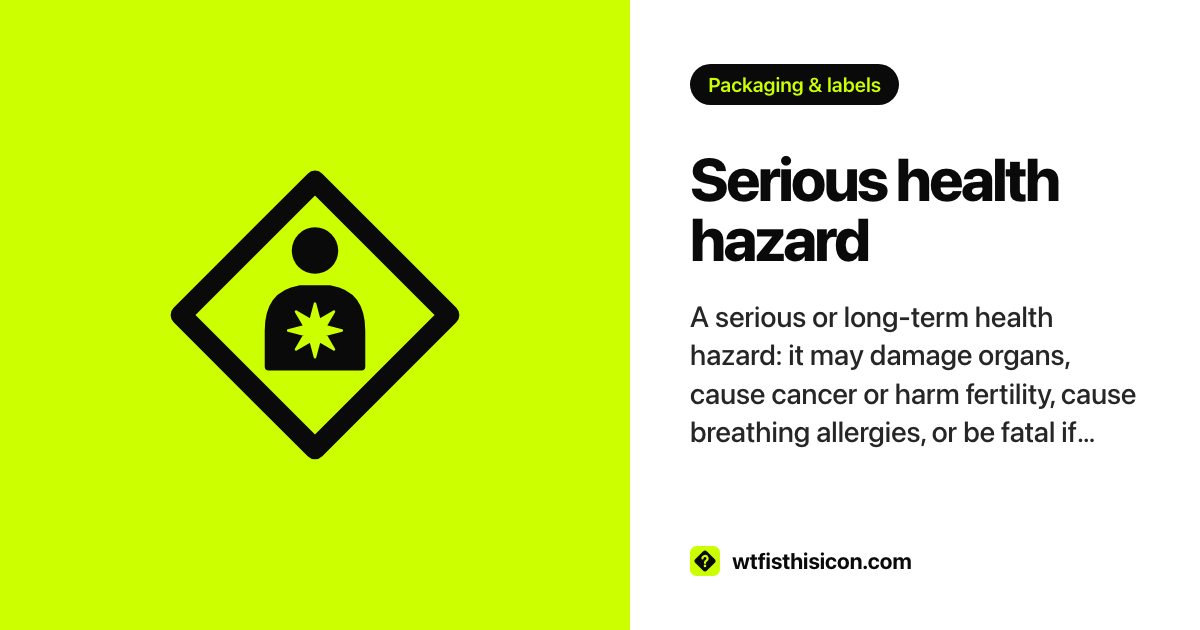 Packaging & labels
Serious health
hazard
A serious or long-term health
hazard: it may damage organs,
cause cancer or harm fertility, cause
breathing allergies, or be fatal if…
?
wtfisthisicon.com